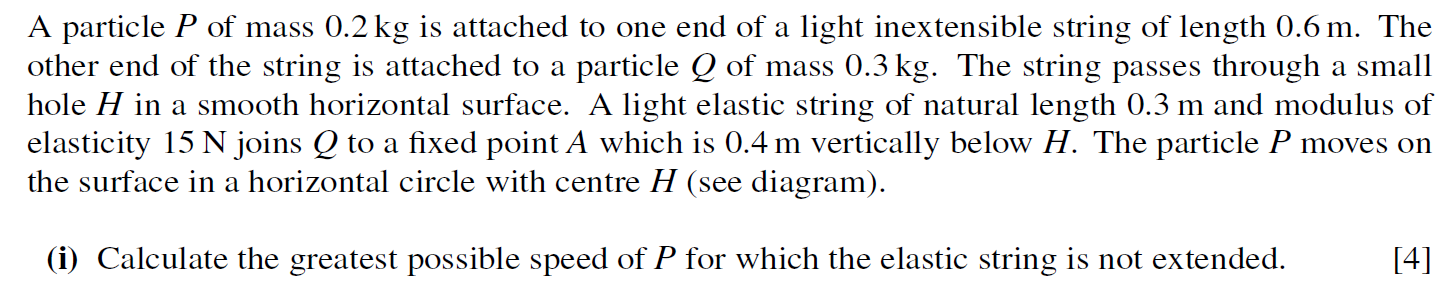 A particle P of mass 0.2 kg is attached to one end of a light inextensible string of length 0.6 m. The
other end of the string is attached to a particle Q of mass 0.3 kg. The string passes through a small
hole H in a smooth horizontal surface. A light elastic string of natural length 0.3 m and modulus of
elasticity 15 N joins Q to a fixed point A which is 0.4 m vertically below H. The particle P moves on
the surface in a horizontal circle with centre H (see diagram).
(i) Calculate the greatest possible speed of P for which the elastic string is not extended. [4]